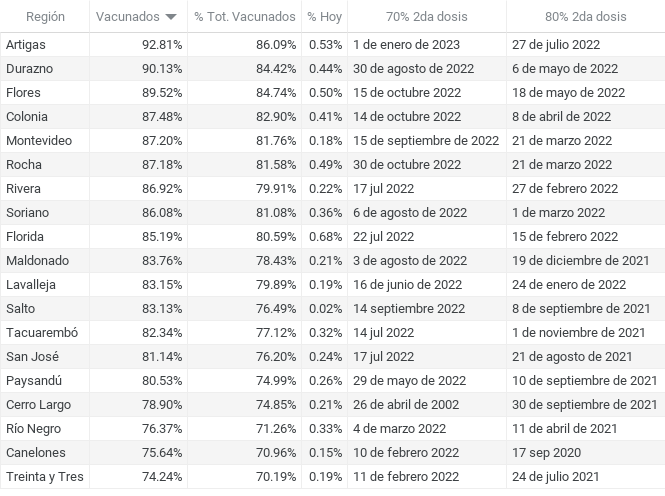 Región Vacunados % Tot. Vacunados % Hoy 70% 2da dosis 80% 2da dosis
Artigas 92.81% 86.09% 0.53% 1 de enero de 2023 27 de julio 2022
Durazno 90.13% 84.42% 0.44% 30 de agosto de 2022 6 de mayo de 2022
Flores 89.52% 84.74% 0.50% 15 de octubre 2022 18 de mayo de 2022
Colonia 87.48% 82.90% 0.41% 14 de octubre 2022 8 de abril de 2022
Montevideo 87.20% 81.76% 0.18% 15 de septiembre de 2022 21 de marzo 2022
Rocha 87.18% 81.58% 0.49% 30 de octubre 2022 21 de marzo 2022
Rivera 86.92% 79.91% 0.22% 17 jul 2022 27 de febrero 2022
Soriano 86.08% 81.08% 0.36% 6 de agosto de 2022 1 de marzo 2022
Florida 85.19% 80.59% 0.68% 22 jul 2022 15 de febrero 2022
Maldonado 83.76% 78.43% 0.21% 3 de agosto de 2022 19 de diciembre de 2021
Lavalleja 83.15% 79.89% 0.19% 16 de junio de 2022 24 de enero de 2022
Salto 83.13% 76.49% 0.02% 14 septiembre 2022 8 de septiembre de 2021
Tacuarembó 82.34% 77.12% 0.32% 14 jul 2022 1 de noviembre de 2021
San José 81.14% 76.20% 0.24% 17 jul 2022 21 de agosto de 2021
Paysandú 80.53% 74.99% 0.26% 29 de mayo de 2022 10 de septiembre de 2021
Cerro Largo 78.90% 74.85% 0.21% 26 de abril de 2002 30 de septiembre de 2021
Río Negro 76.37% 71.26% 0.33% 4 de marzo 2022 11 de abril de 2021
Canelones 75.64% 70.96% 0.15% 10 de febrero 2022 17 sep 2020
Treinta y Tres 74.24% 70.19% 0.19% 11 de febrero 2022 24 de julio 2021